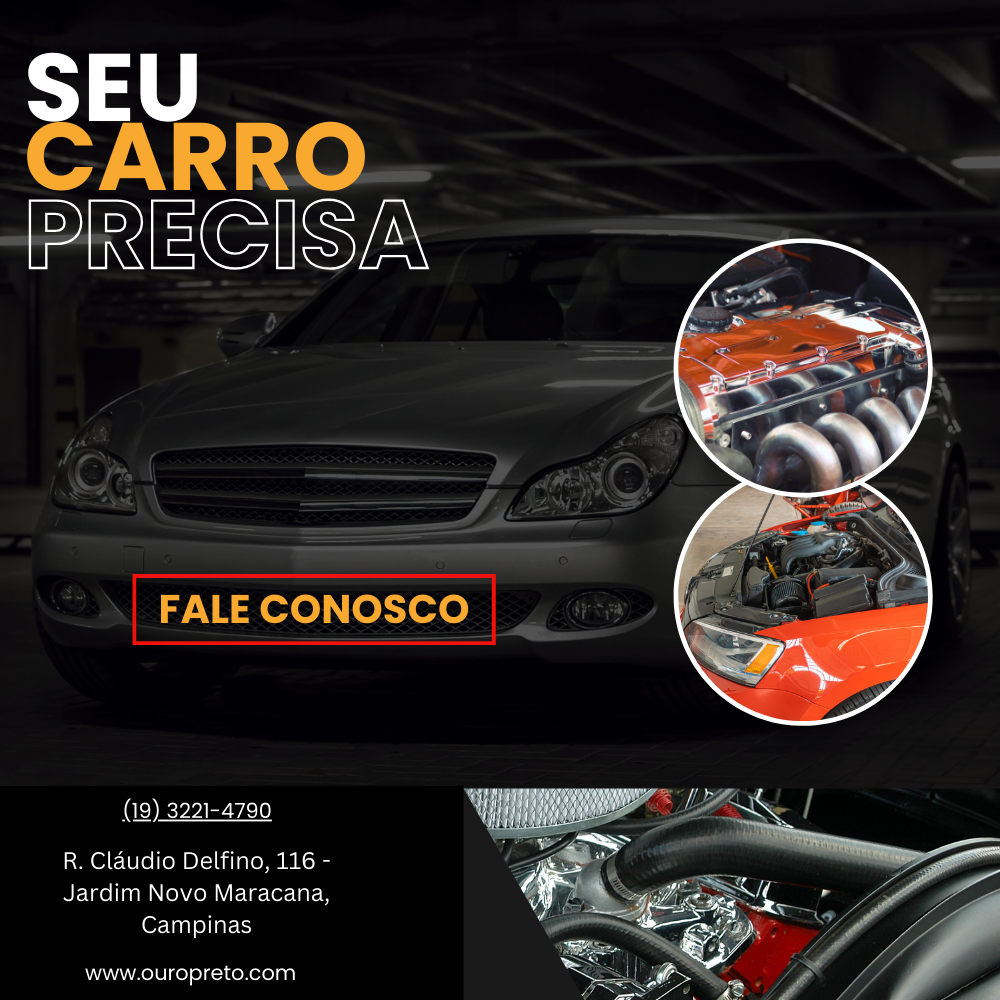 SEU
CARRO
PRECISA
FALE CONOSCO
(19) 3221-4790
R. Cláudio Delfino, 116 -
Jardim Novo Maracana,
Campinas
www.ouropreto.com